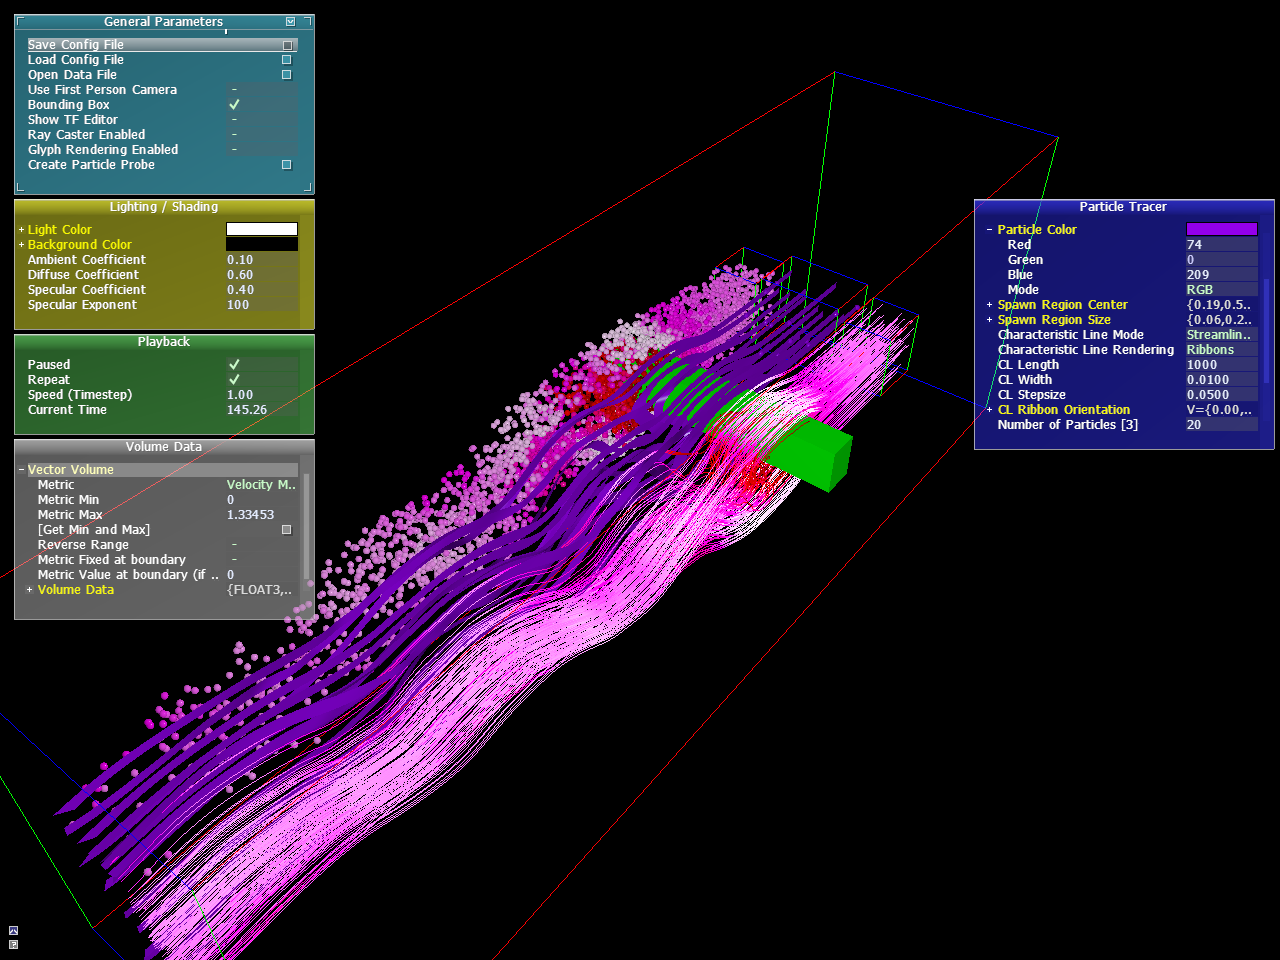 General Parameters
Save Config File
Load Config File
Open Data File
Use First Person Camera -
Bounding Box ✓
Show TF Editor -
Ray Caster Enabled -
Glyph Rendering Enabled -
Create Particle Probe
Lighting / Shading
+ Light Color
+ Background Color
Ambient Coefficient 0.10
Diffuse Coefficient 0.60
Specular Coefficient 0.40
Specular Exponent 100
Playback
Paused ✓
Repeat ✓
Speed (Timestep) 1.00
Current Time 145.26
Volume Data
- Vector Volume
Metric Velocity M..
Metric Min 0
Metric Max 1.33453
[Get Min and Max]
Reverse Range -
Metric Fixed at boundary -
Metric Value at boundary (if .. 0
+ Volume Data {FLOAT3,..
Particle Tracer
- Particle Color
Red 74
Green 0
Blue 209
Mode RGB
+ Spawn Region Center {0.19,0.5..
+ Spawn Region Size {0.06,0.2..
Characteristic Line Mode Streamlin..
Characteristic Line Rendering Ribbons
CL Length 1000
CL Width 0.0100
CL Stepsize 0.0500
+ CL Ribbon Orientation V={0.00,..
Number of Particles [3] 20
?